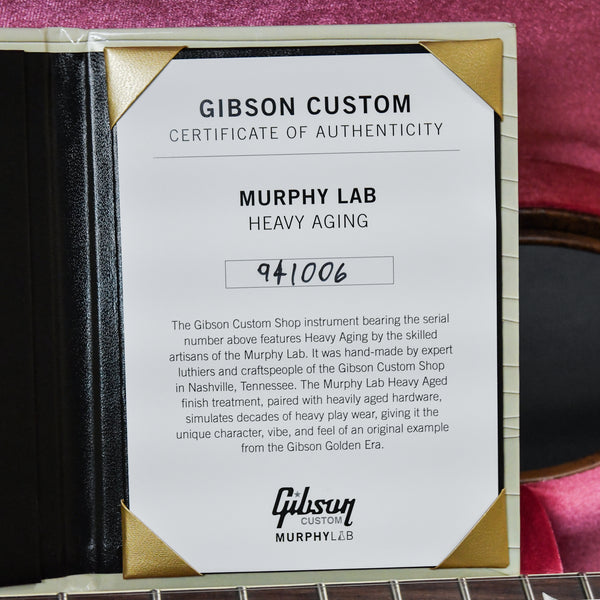 GIBSON CUSTOM
CERTIFICATE OF AUTHENTICITY
MURPHY LAB
HEAVY AGING
941006
The Gibson Custom Shop instrument bearing the serial
number above features Heavy Aging by the skilled
artisans of the Murphy Lab. It was hand-made by expert
luthiers and craftspeople of the Gibson Custom Shop
in Nashville, Tennessee. The Murphy Lab Heavy Aged
finish treatment, paired with heavily aged hardware,
simulates decades of heavy play wear, giving it the
unique character, vibe, and feel of an original example
from the Gibson Golden Era.
Gibson
CUSTOM
MURPHYLAB